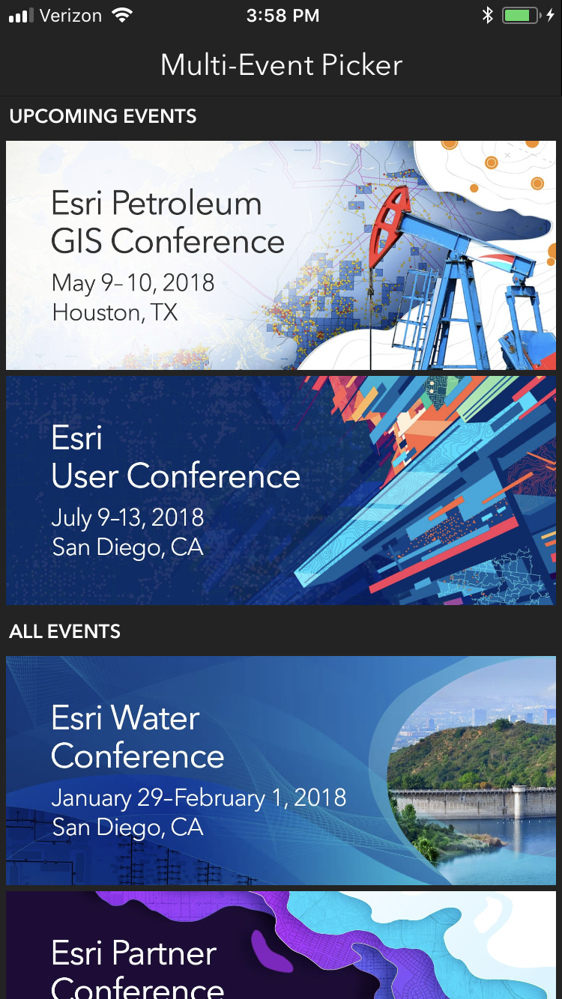 Verizon 3:58 PM
Multi-Event Picker
UPCOMING EVENTS
Esri Petroleum
GIS Conference
May 9–10, 2018
Houston, TX
Esri
User Conference
July 9–13, 2018
San Diego, CA
ALL EVENTS
Esri Water
Conference
January 29–February 1, 2018
San Diego, CA
Esri Partner
Conference